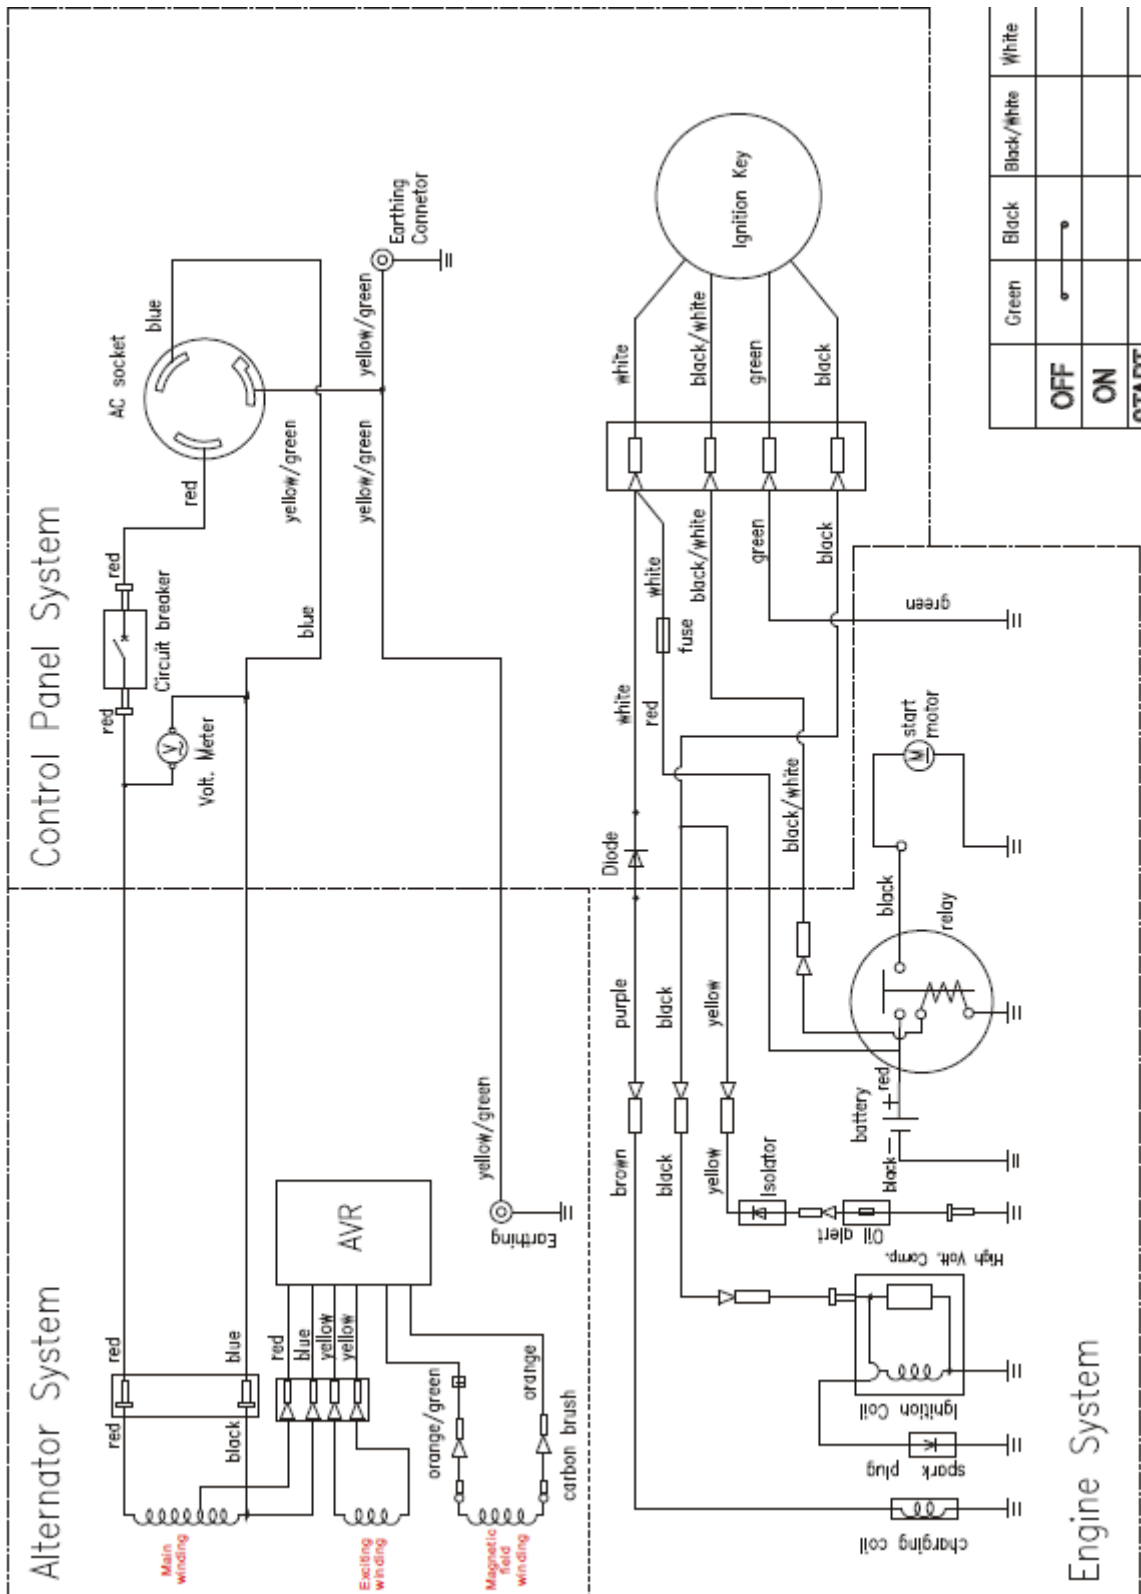 Control Panel System
AC socket
blue
red
yellow/green
red
Circuit breaker
red
Volt. Meter
blue
yellow/green
yellow/green
Earthing
Connetor
Ignition Key
white
black/white
green
black
white
black/white
green
black
fuse
white
red
green
Diode
black/white
White
Black/White
Black
Green
OFF
ON
START
Alternator System
red
blue
red
black
red
blue
yellow
yellow
AVR
orange/green
orange
carbon brush
yellow/green
Earthing
Main
winding
Exciting
winding
Magnetic
field
winding
Engine System
start
motor
M
V
black
relay
purple
black
yellow
brown
black
yellow
red
battery
+
-
black
Isolator
Oil alert
High Volt. Comp.
Ignition Coil
spark plug
charging coil